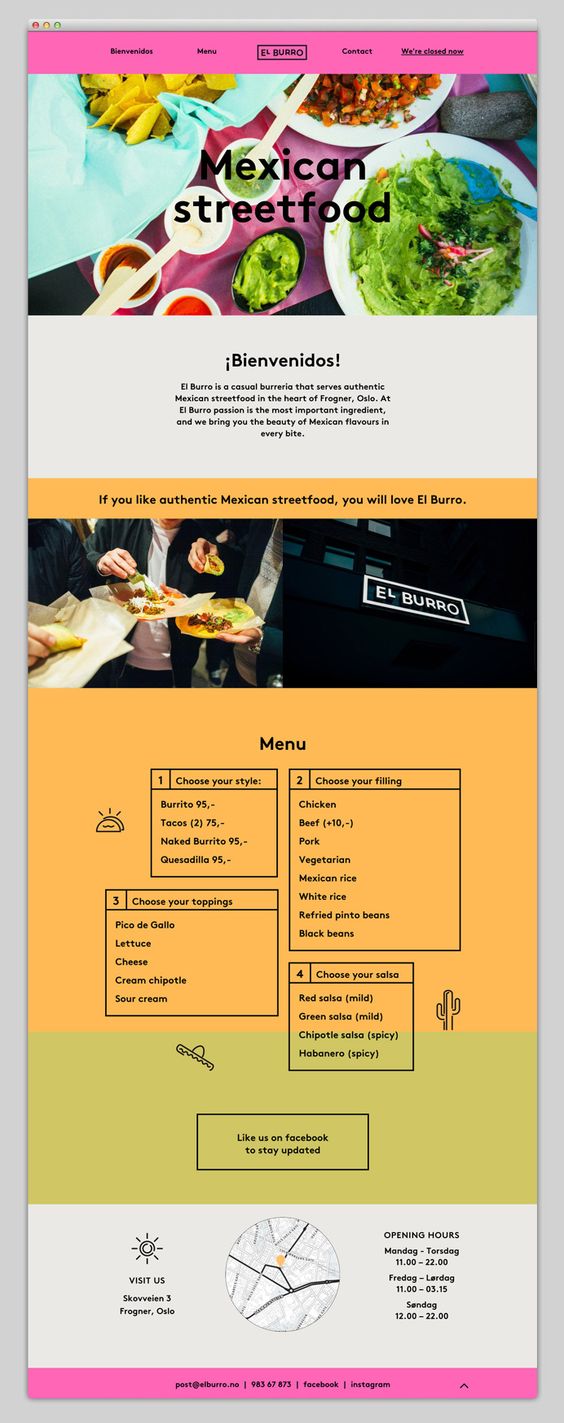 Bienvenidos
Menu
EL BURRO
Contact
We're closed now
Mexican
streetfood
¡Bienvenidos!
El Burro is a casual burreria that serves authentic
Mexican streetfood in the heart of Frogner, Oslo. At
El Burro passion is the most important ingredient,
and we bring you the beauty of Mexican flavours in
every bite.
If you like authentic Mexican streetfood, you will love El Burro.
EL BURRO
Menu
1 Choose your style:
Burrito 95,-
Tacos (2) 75,-
Naked Burrito 95,-
Quesadilla 95,-
2 Choose your filling
Chicken
Beef (+10,-)
Pork
Vegetarian
Mexican rice
White rice
Refried pinto beans
Black beans
3 Choose your toppings
Pico de Gallo
Lettuce
Cheese
Cream chipotle
Sour cream
4 Choose your salsa
Red salsa (mild)
Green salsa (mild)
Chipotle salsa (spicy)
Habanero (spicy)
Like us on facebook
to stay updated
VISIT US
Skovveien 3
Frogner, Oslo
OPENING HOURS
Mandag - Torsdag
11.00 – 22.00
Fredag – Lørdag
11.00 – 03.15
Søndag
12.00 – 22.00
post@elburro.no | 983 67 873 | facebook | instagram